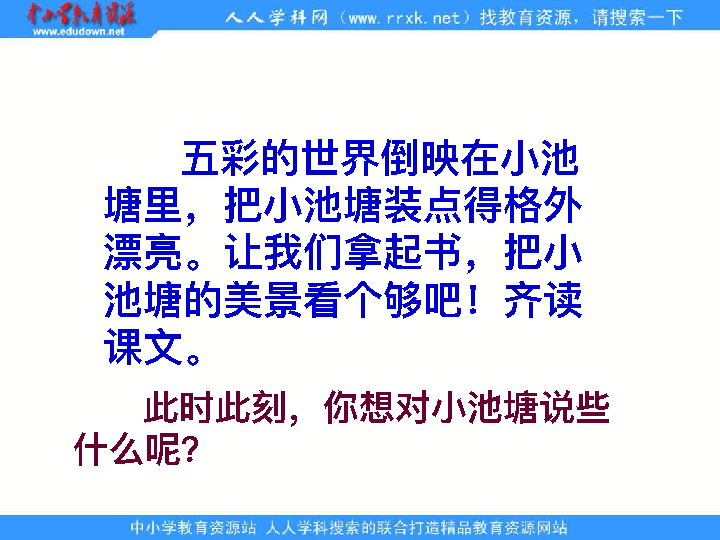 中小学教育资源
www.edudown.net
人人学科网（www.rrxk.net）找教育资源，请搜索一下
五彩的世界倒映在小池
塘里，把小池塘装点得格外
漂亮。让我们拿起书，把小
池塘的美景看个够吧！齐读
课文。
此时此刻，你想对小池塘说些
什么呢？
中小学教育资源站 人人学科搜索的联合打造精品教育资源网站